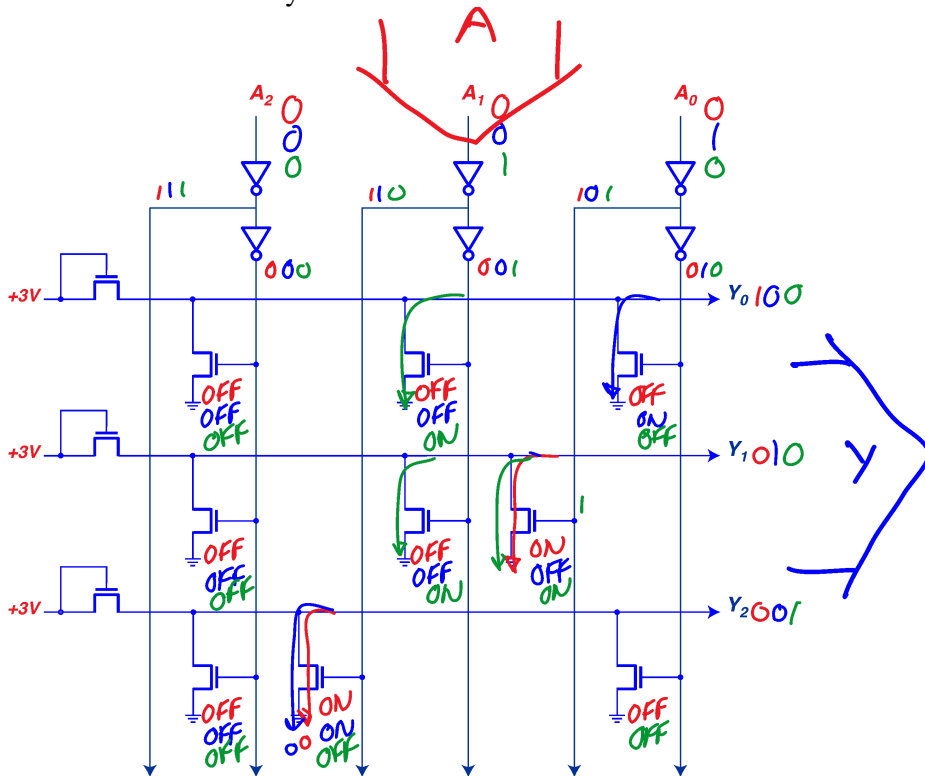 A
A2 0 A1 0 A0 0
0 0 1
0 1 0
111 110 101
000 001 010
+3V Y0 100
OFF OFF OFF
OFF OFF ON
OFF ON OFF
+3V Y1 010
1
OFF OFF ON
OFF OFF OFF
OFF ON ON
Y
+3V Y2 001
OFF ON OFF
OFF ON OFF
OFF OFF
00